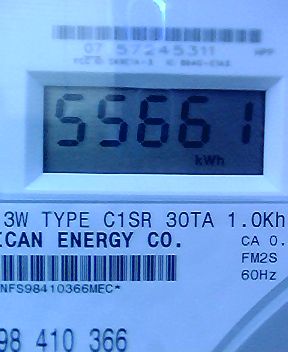 07 57245311
55661
kWh
3W TYPE C1SR 30TA 1.0Kh
ICAN ENERGY CO.
CA 0.
FM2S
60Hz
NFS98410366MEC*
98 410 366